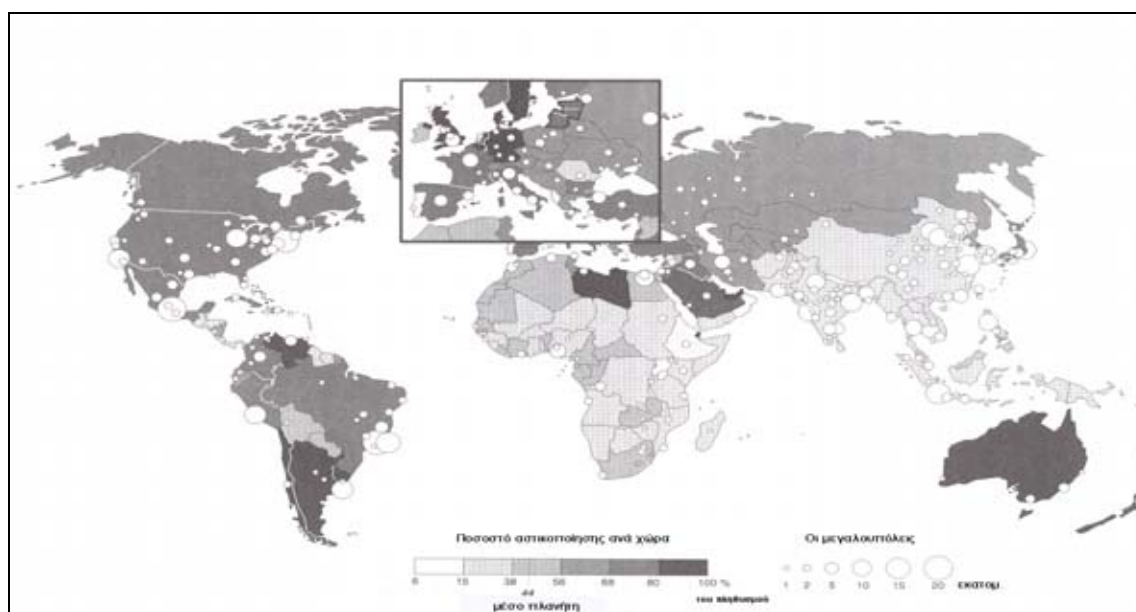 Ποσοστό αστικοποίησης ανά χώρα
6 15 38 56 68 80 100 %
44
μέσο πλανήτη
του πληθυσμού
Οι μεγαλουπόλεις
1 2 5 10 15 20 εκατομ.